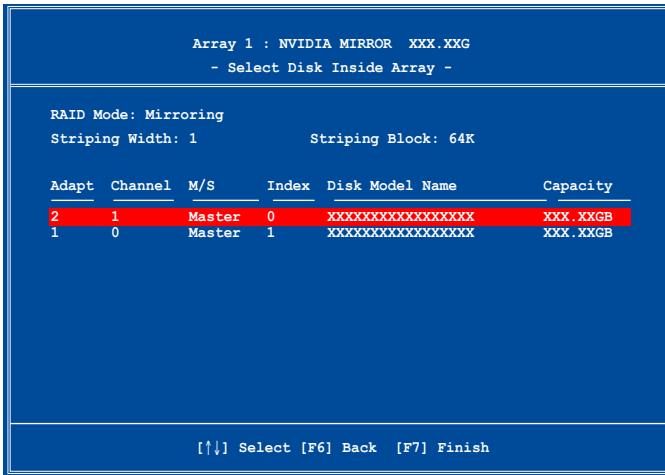 Array 1 : NVIDIA MIRROR XXX.XXG
- Select Disk Inside Array -
RAID Mode: Mirroring
Striping Width: 1 Striping Block: 64K
Adapt Channel M/S Index Disk Model Name Capacity
2 1 Master 0 XXXXXXXXXXXXXXXXX XXX.XXGB
1 0 Master 1 XXXXXXXXXXXXXXXXX XXX.XXGB
[↑↓] Select [F6] Back [F7] Finish